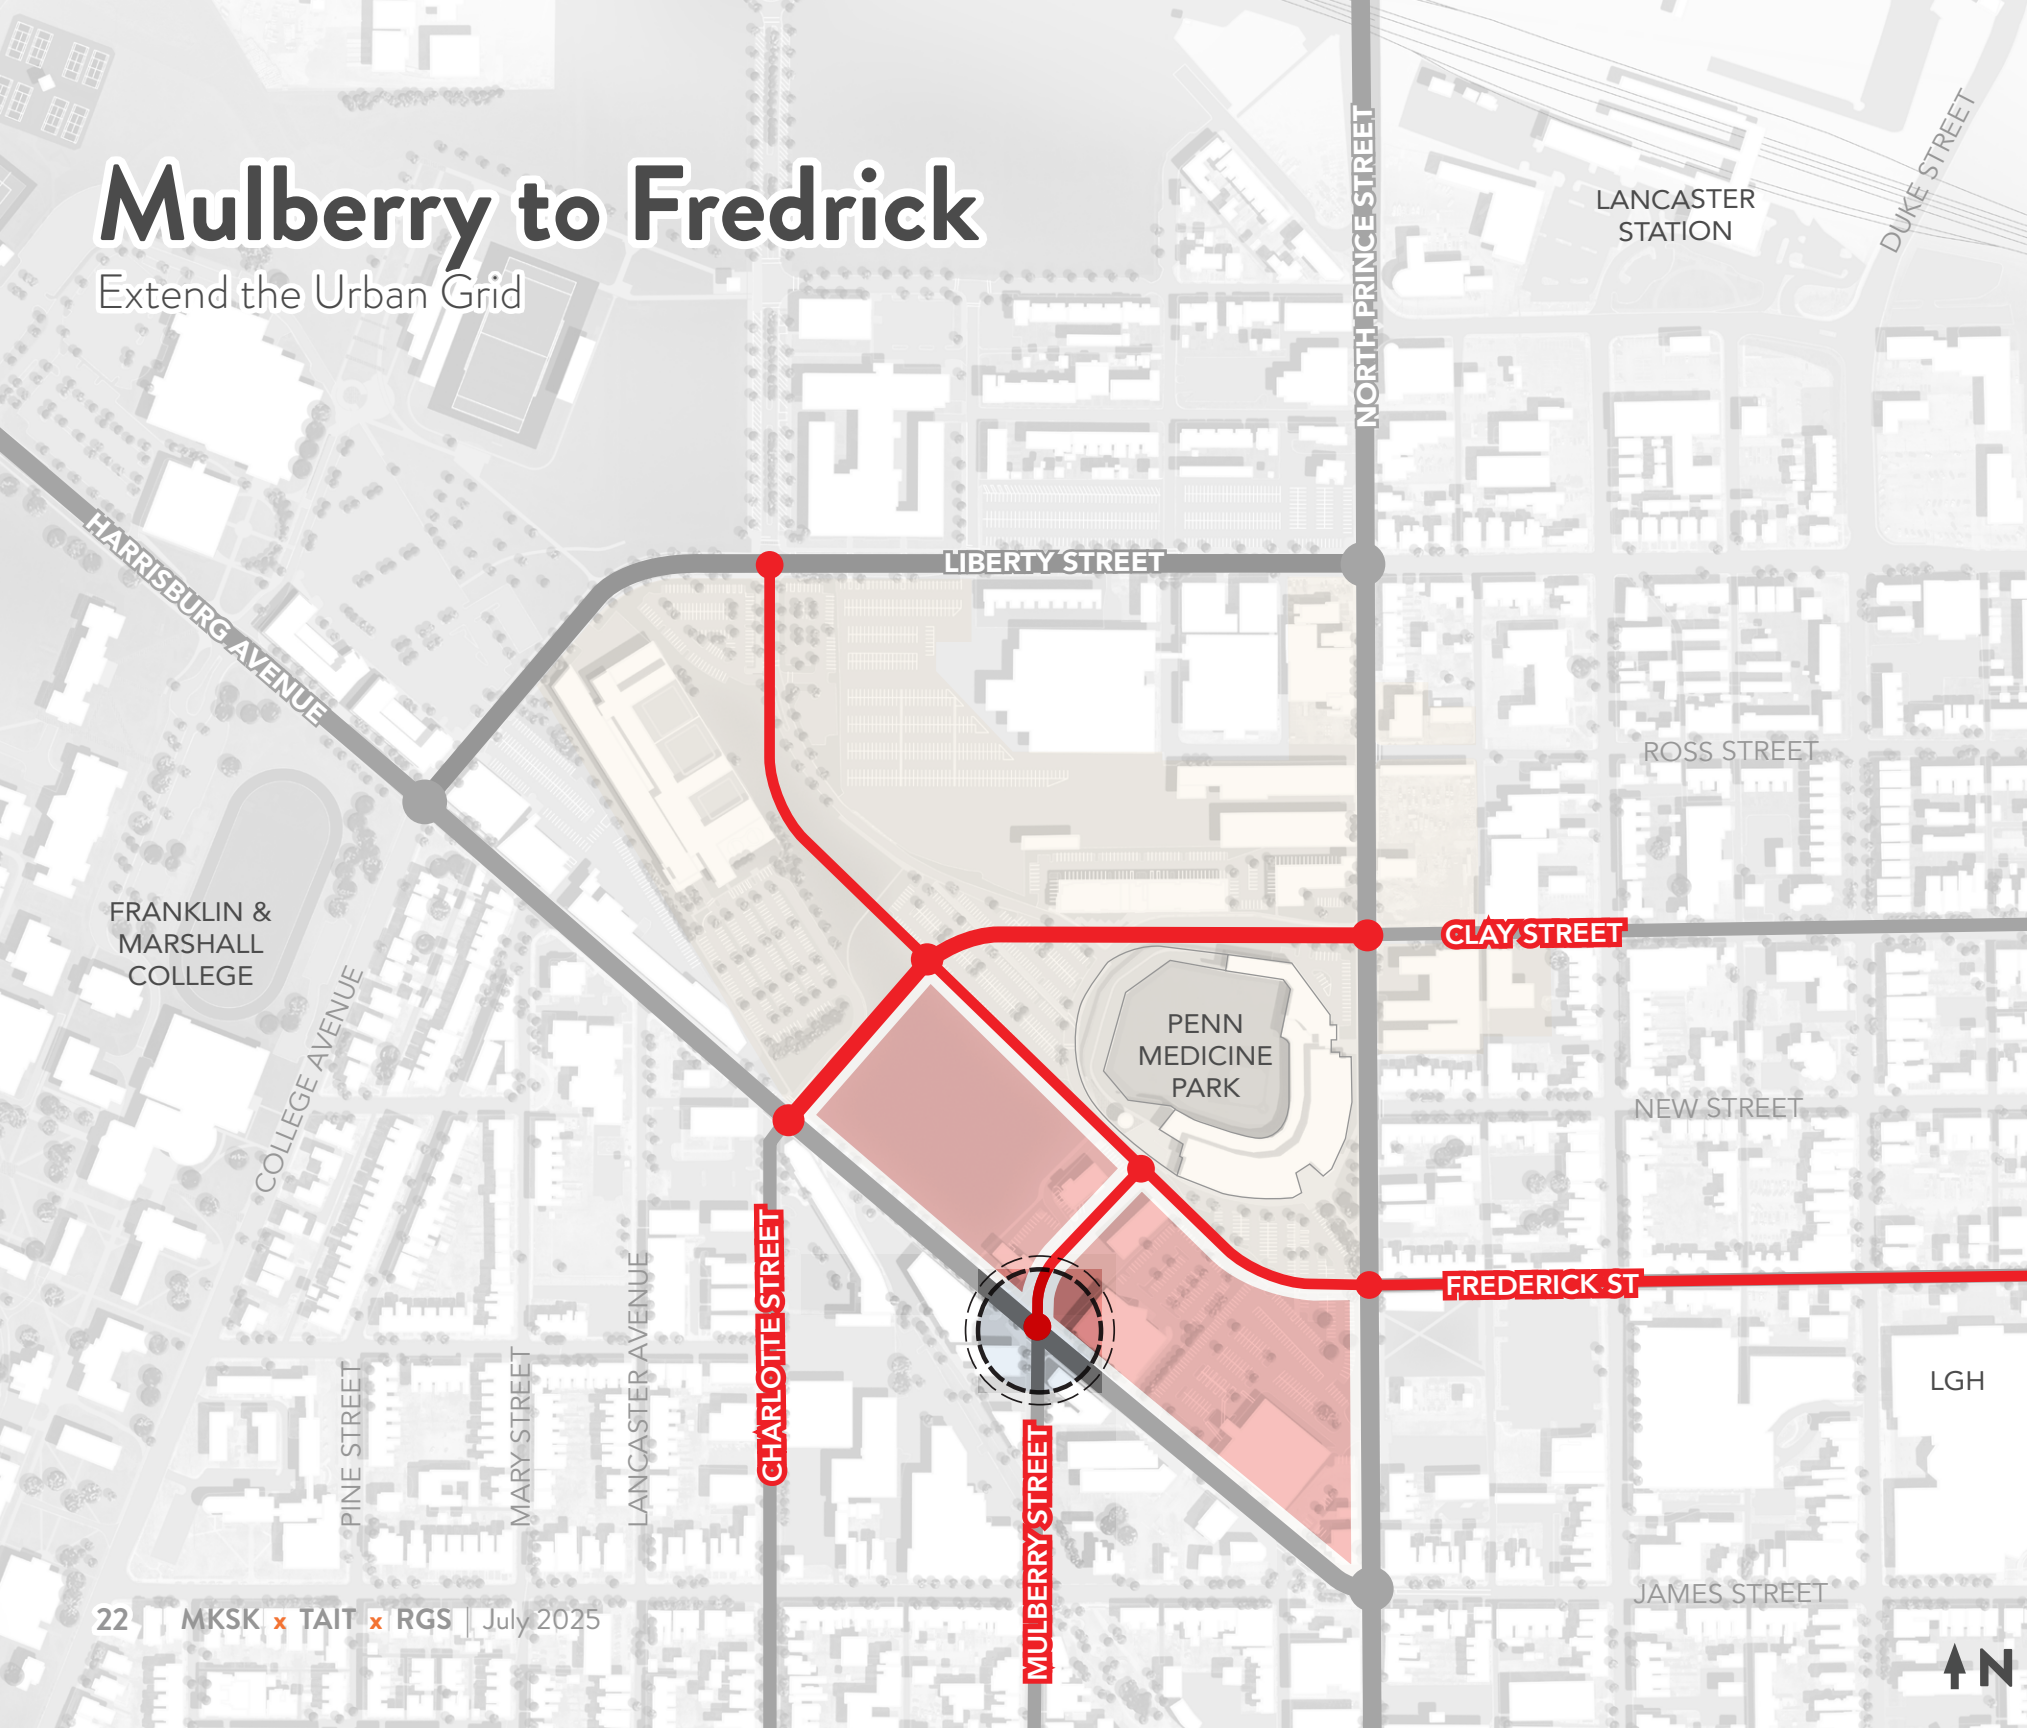 Mulberry to Fredrick
Extend the Urban Grid
NORTH PRINCE STREET
LANCASTER
STATION
DUKE STREET
HARRISBURG AVENUE
LIBERTY STREET
ROSS STREET
FRANKLIN &
MARSHALL
COLLEGE
COLLEGE AVENUE
CLAY STREET
PENN
MEDICINE
PARK
NEW STREET
CHARLOTTE STREET
FREDERICK ST
LGH
PINE STREET
MARY STREET
LANCASTER AVENUE
MULBERRY STREET
JAMES STREET
22 MKSK x TAIT x RGS | July 2025
N